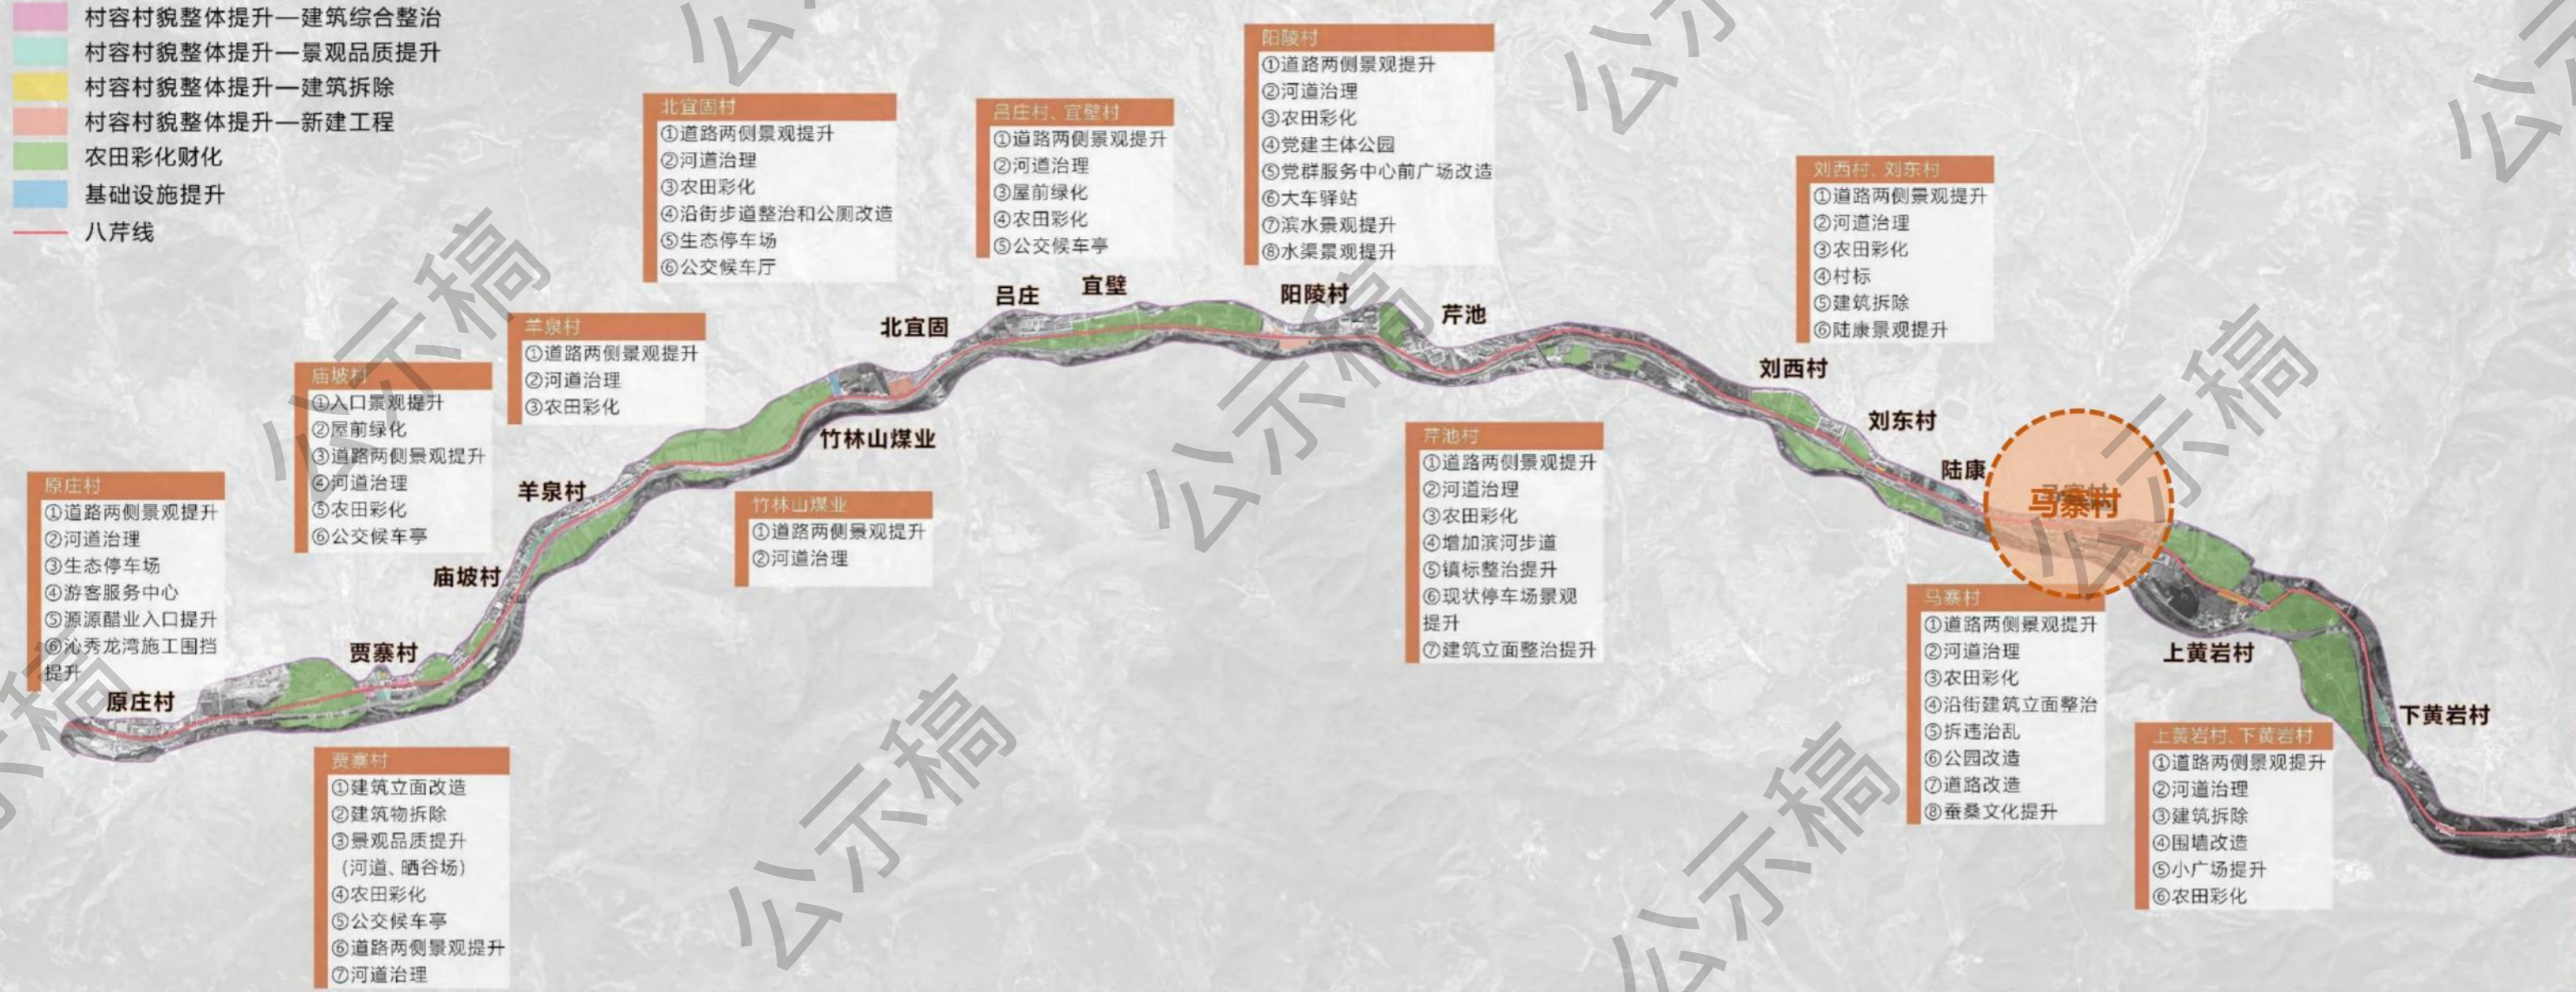 村容村貌整体提升—建筑综合整治
村容村貌整体提升—景观品质提升
村容村貌整体提升—建筑拆除
村容村貌整体提升—新建工程
农田彩化财化
基础设施提升
八芹线
原庄村
①道路两侧景观提升
②河道治理
③生态停车场
④游客服务中心
⑤源源醋业入口提升
⑥沁秀龙湾施工围挡
提升
庙坡村
①入口景观提升
②屋前绿化
③道路两侧景观提升
④河道治理
⑤农田彩化
⑥公交候车亭
羊泉村
①道路两侧景观提升
②河道治理
③农田彩化
北宜固村
①道路两侧景观提升
②河道治理
③农田彩化
④沿街步道整治和公厕改造
⑤生态停车场
⑥公交候车厅
吕庄村、宜壁村
①道路两侧景观提升
②河道治理
③屋前绿化
④农田彩化
⑤公交候车亭
阳陵村
①道路两侧景观提升
②河道治理
③农田彩化
④党建主体公园
⑤党群服务中心前广场改造
⑥大车驿站
⑦滨水景观提升
⑧水渠景观提升
刘西村、刘东村
①道路两侧景观提升
②河道治理
③农田彩化
④村标
⑤建筑拆除
⑥陆康景观提升
原庄村
贾寨村
庙坡村
羊泉村
竹林山煤业
北宜固
吕庄
宜壁
阳陵村
芹池
刘西村
刘东村
陆康
马寨村
上黄岩村
下黄岩村
贾寨村
①建筑立面改造
②建筑物拆除
③景观品质提升
(河道、晒谷场)
④农田彩化
⑤公交候车亭
⑥道路两侧景观提升
⑦河道治理
竹林山煤业
①道路两侧景观提升
②河道治理
芹池村
①道路两侧景观提升
②河道治理
③农田彩化
④增加滨河步道
⑤镇标整治提升
⑥现状停车场景观
提升
⑦建筑立面整治提升
马寨村
①道路两侧景观提升
②河道治理
③农田彩化
④沿街建筑立面整治
⑤拆违治乱
⑥公园改造
⑦道路改造
⑧蚕桑文化提升
上黄岩村、下黄岩村
①道路两侧景观提升
②河道治理
③建筑拆除
④围墙改造
⑤小广场提升
⑥农田彩化
公示稿
公示稿
公示稿
公示稿
公示稿
公示稿
公示稿
公示稿
公示稿